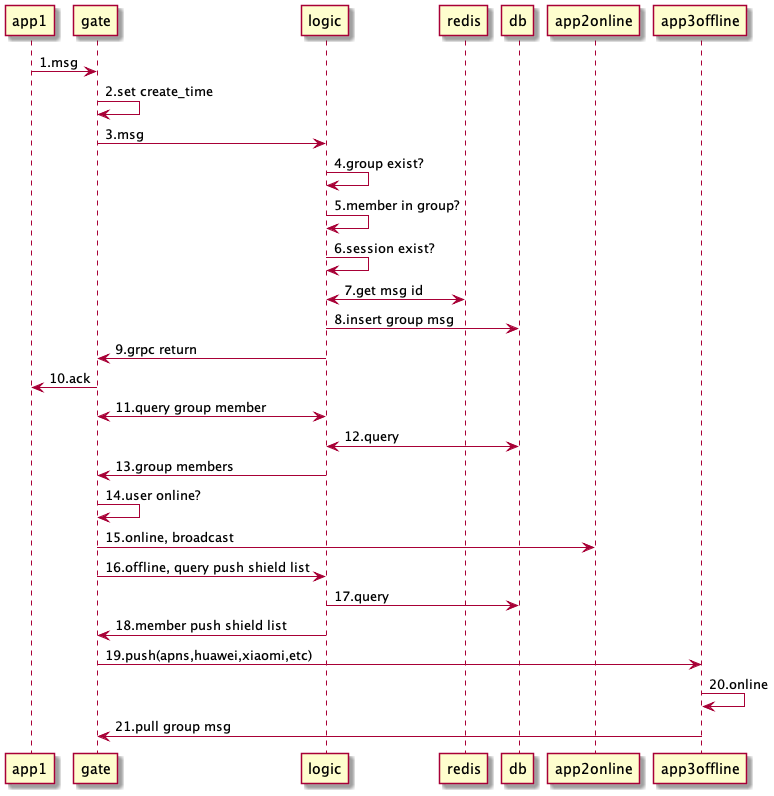 app1 gate logic redis db app2online app3offline
1.msg
2.set create_time
3.msg
4.group exist?
5.member in group?
6.session exist?
7.get msg id
8.insert group msg
9.grpc return
10.ack
11.query group member
12.query
13.group members
14.user online?
15.online, broadcast
16.offline, query push shield list
17.query
18.member push shield list
19.push(apns,huawei,xiaomi,etc)
20.online
21.pull group msg
app1 gate logic redis db app2online app3offline